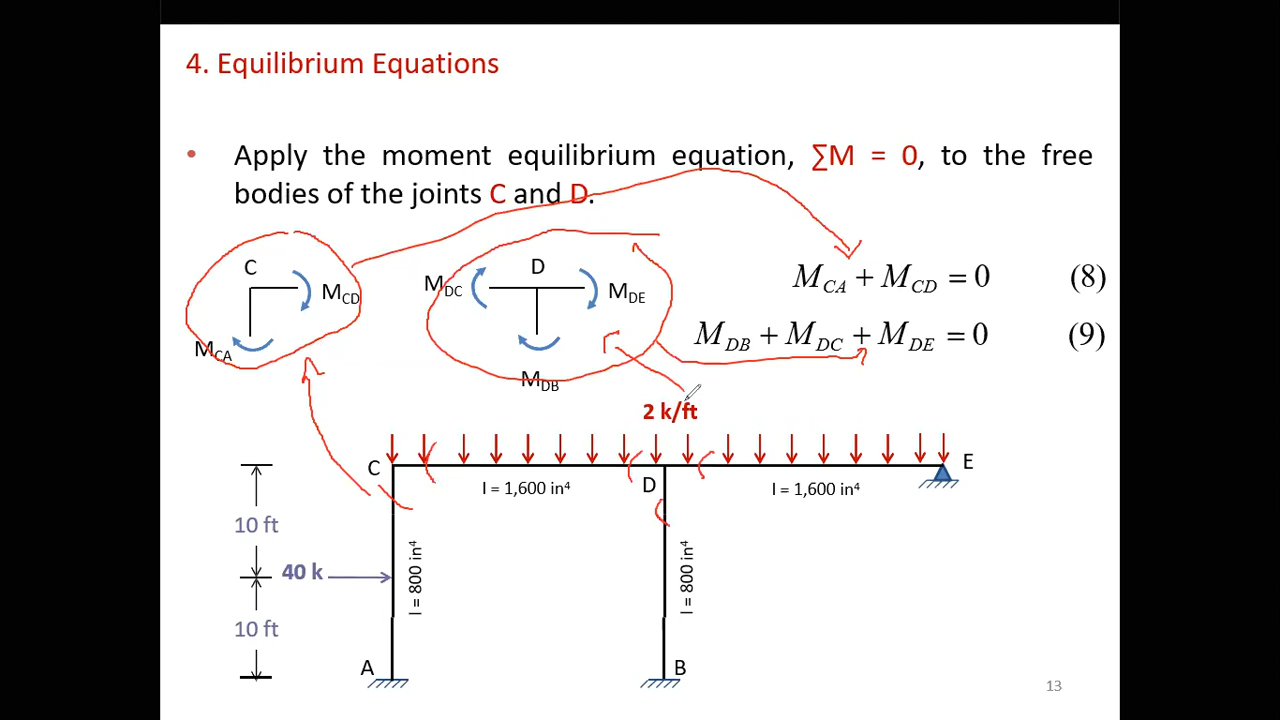 4. Equilibrium Equations
• Apply the moment equilibrium equation, ∑M = 0, to the free
bodies of the joints C and D.
C
M_CD
M_CA
D
M_DC
M_DE
M_DB
M_CA + M_CD = 0 (8)
M_DB + M_DC + M_DE = 0 (9)
2 k/ft
C
D
E
I = 1,600 in⁴
I = 1,600 in⁴
10 ft
40 k
I = 800 in⁴
I = 800 in⁴
10 ft
A
B
13